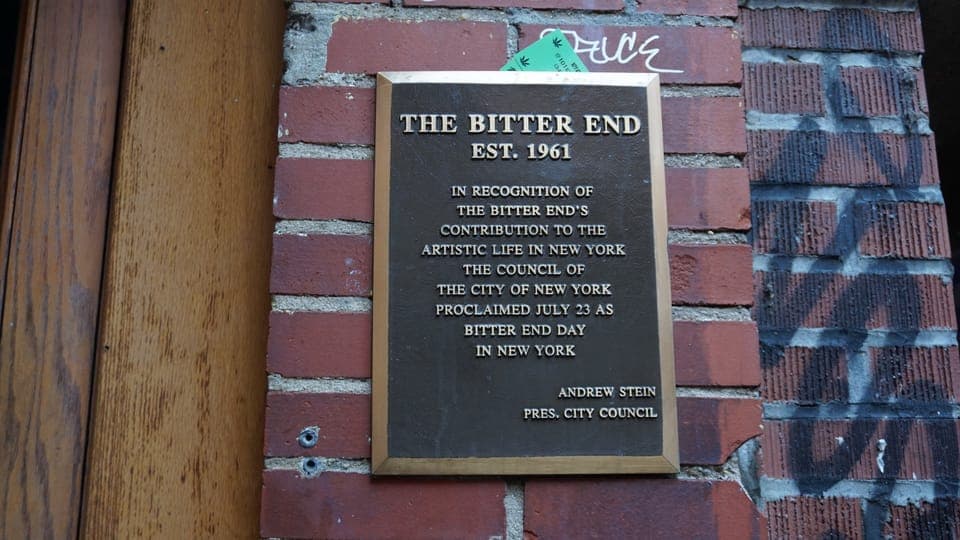 THE BITTER END
EST. 1961
IN RECOGNITION OF
THE BITTER END'S
CONTRIBUTION TO THE
ARTISTIC LIFE IN NEW YORK
THE COUNCIL OF
THE CITY OF NEW YORK
PROCLAIMED JULY 23 AS
BITTER END DAY
IN NEW YORK
ANDREW STEIN
PRES. CITY COUNCIL